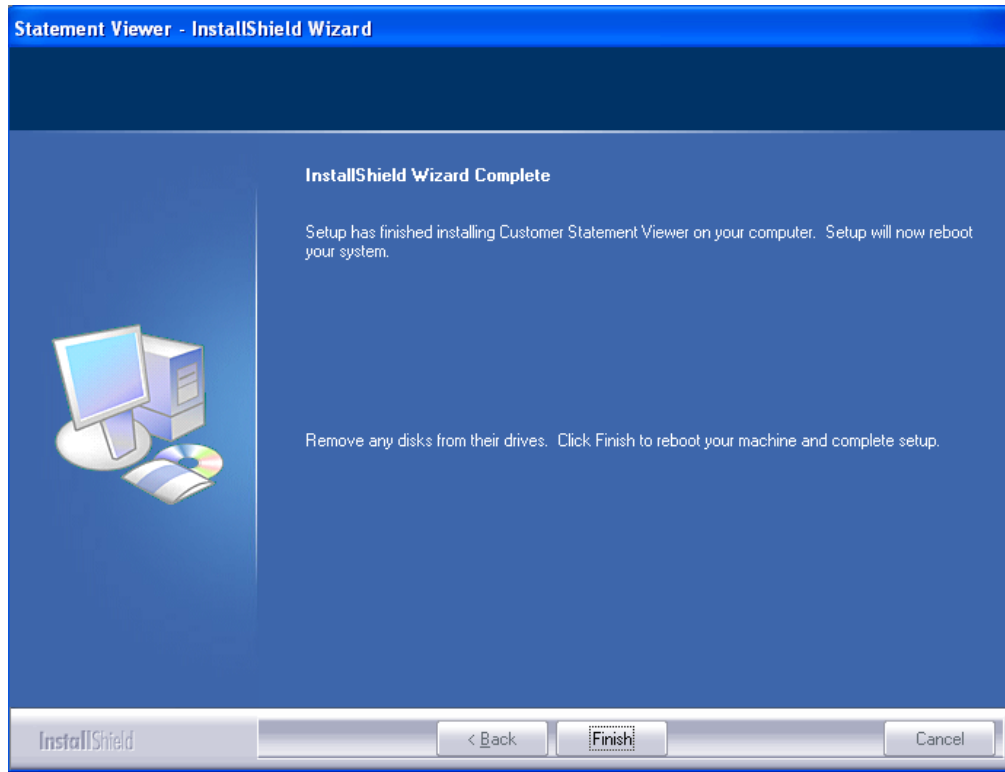 Statement Viewer - InstallShield Wizard
InstallShield Wizard Complete
Setup has finished installing Customer Statement Viewer on your computer.  Setup will now reboot
your system.
Remove any disks from their drives.  Click Finish to reboot your machine and complete setup.
InstallShield
< Back
Finish
Cancel